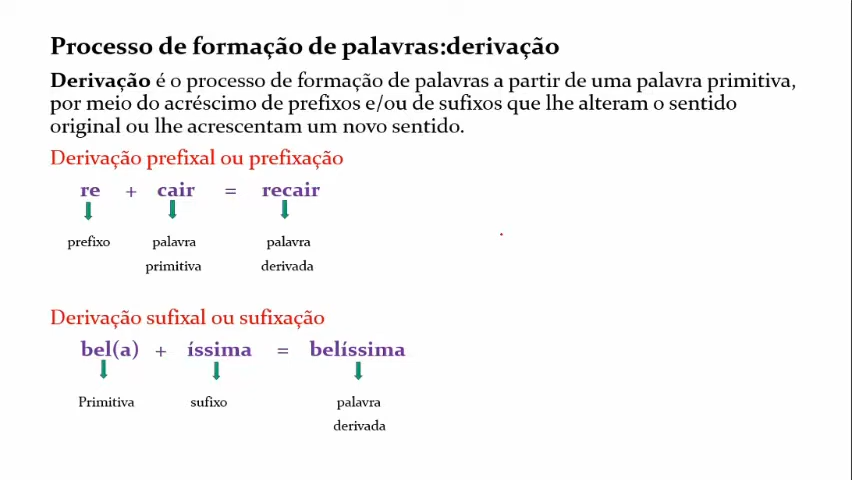 Processo de formação de palavras:derivação
Derivação é o processo de formação de palavras a partir de uma palavra primitiva,
por meio do acréscimo de prefixos e/ou de sufixos que lhe alteram o sentido
original ou lhe acrescentam um novo sentido.
Derivação prefixal ou prefixação
re + cair = recair
prefixo palavra palavra
primitiva derivada
Derivação sufixal ou sufixação
bel(a) + íssima = belíssima
Primitiva sufixo palavra
derivada